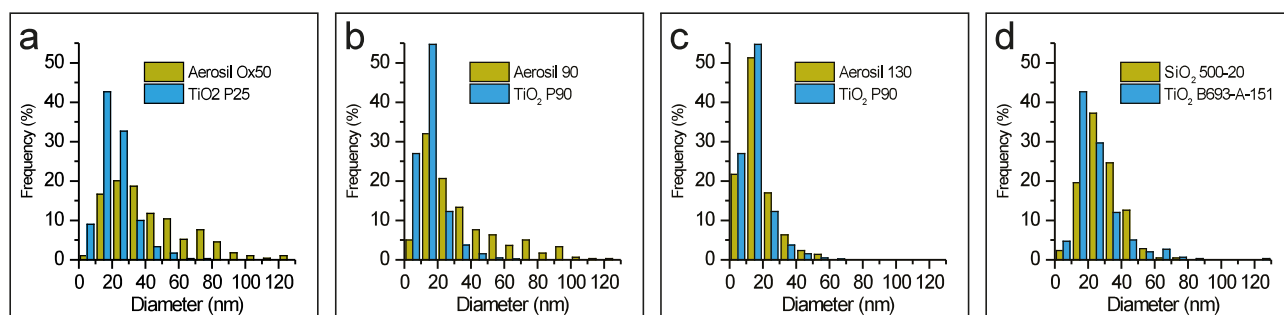 a
Aerosil Ox50
TiO2 P25
Frequency (%)
50
40
30
20
10
0
0 20 40 60 80 100 120
Diameter (nm)
b
Aerosil 90
TiO₂ P90
Frequency (%)
50
40
30
20
10
0
0 20 40 60 80 100 120
Diameter (nm)
c
Aerosil 130
TiO₂ P90
Frequency (%)
50
40
30
20
10
0
0 20 40 60 80 100 120
Diameter (nm)
d
SiO₂ 500-20
TiO₂ B693-A-151
Frequency (%)
50
40
30
20
10
0
0 20 40 60 80 100 120
Diameter (nm)